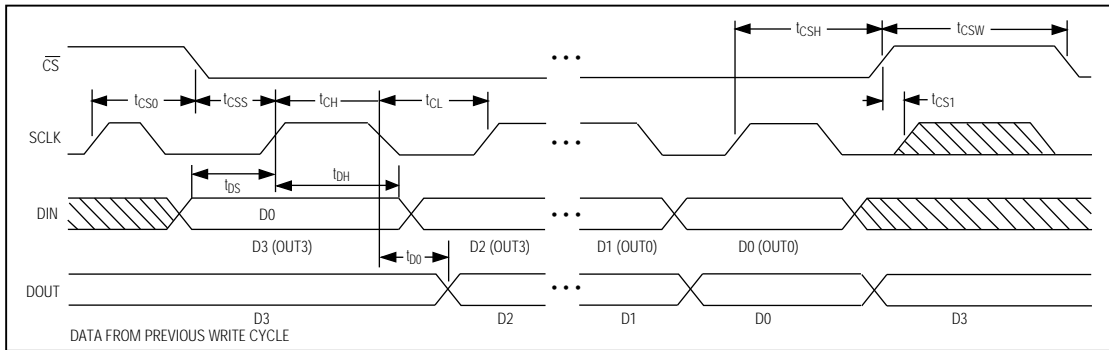 tCSH
tCSW
• • •
CS
tCS0
tCSS
tCH
tCL
tCS1
SCLK
• • •
tDS
tDH
DIN
D0
• • •
D3 (OUT3)
D2 (OUT3)
D1 (OUT0)
D0 (OUT0)
tD0
DOUT
• • •
D3
D2
D1
D0
D3
DATA FROM PREVIOUS WRITE CYCLE